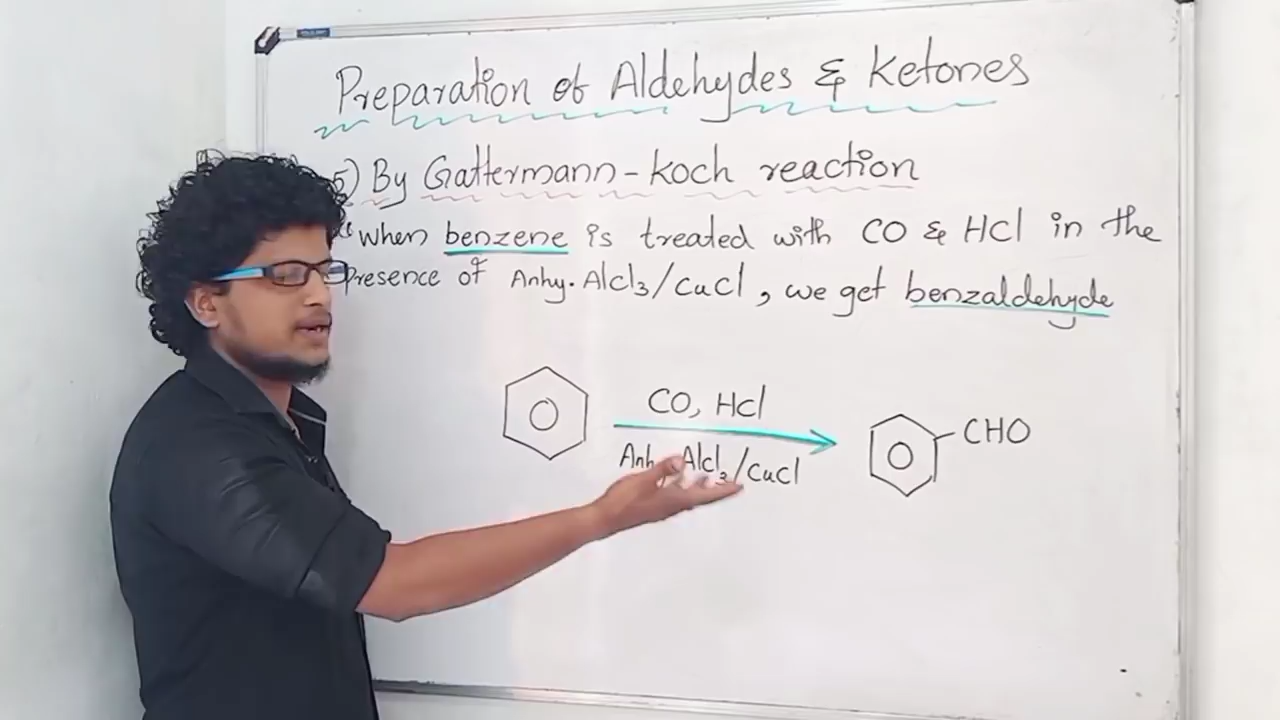 Preparation of Aldehydes & Ketones
5) By Gattermann-Koch reaction
when benzene is treated with CO & HCl in the
Presence of Anhy. AlCl3/CuCl, we get benzaldehyde
CO, HCl
Anhy. AlCl3/CuCl
CHO